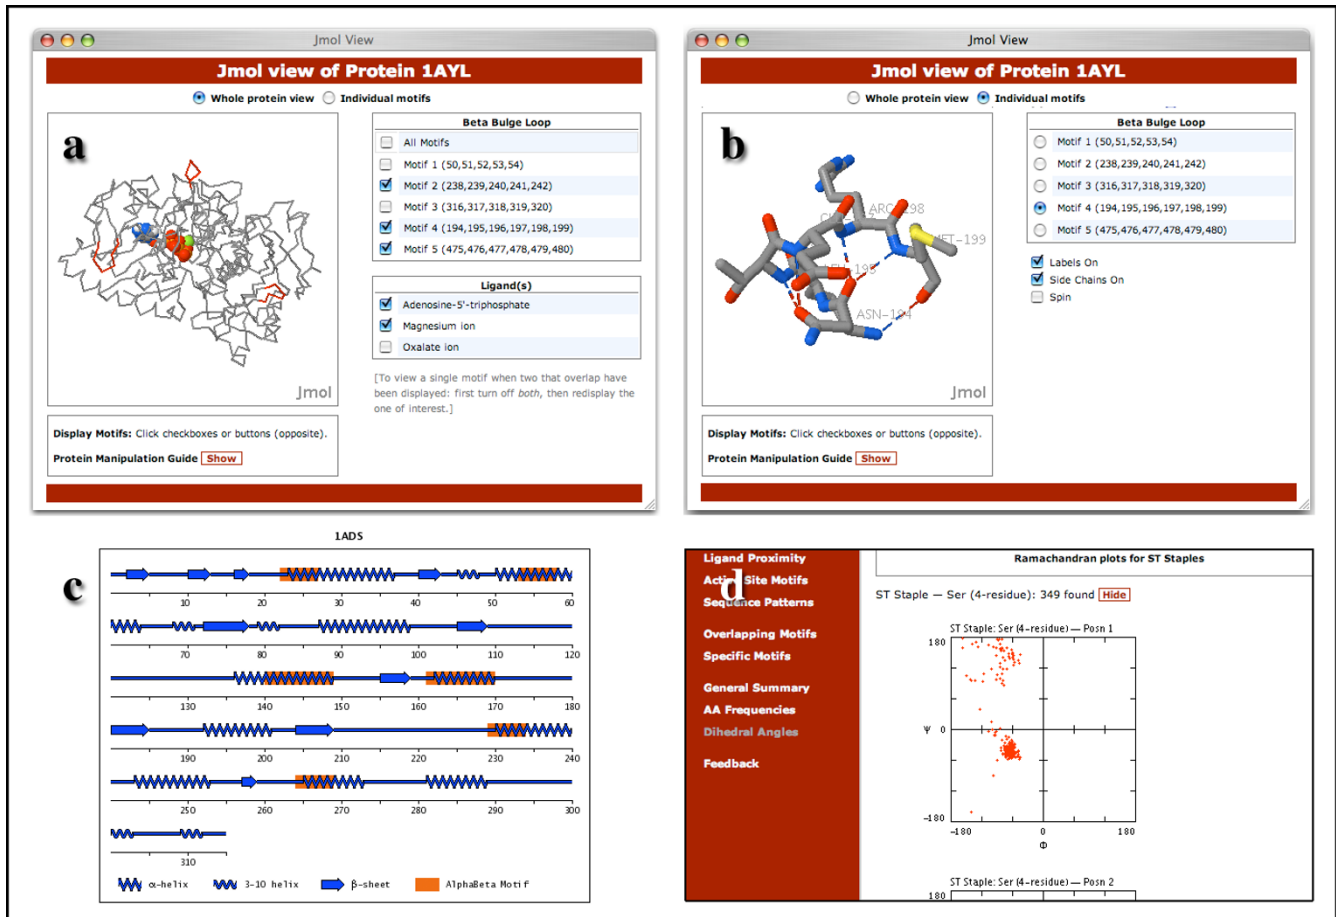 Jmol View
Jmol view of Protein 1AYL
Whole protein view Individual motifs
a
Beta Bulge Loop
All Motifs
Motif 1 (50,51,52,53,54)
Motif 2 (238,239,240,241,242)
Motif 3 (316,317,318,319,320)
Motif 4 (194,195,196,197,198,199)
Motif 5 (475,476,477,478,479,480)
Ligand(s)
Adenosine-5'-triphosphate
Magnesium ion
Oxalate ion
[To view a single motif when two that overlap have
been displayed: first turn off both, then redisplay the
one of interest.]
Jmol
Display Motifs: Click checkboxes or buttons (opposite).
Protein Manipulation Guide Show
Jmol View
Jmol view of Protein 1AYL
Whole protein view Individual motifs
b
ARG-198
MET-199
ASN-194
Jmol
Beta Bulge Loop
Motif 1 (50,51,52,53,54)
Motif 2 (238,239,240,241,242)
Motif 3 (316,317,318,319,320)
Motif 4 (194,195,196,197,198,199)
Motif 5 (475,476,477,478,479,480)
Labels On
Side Chains On
Spin
Display Motifs: Click checkboxes or buttons (opposite).
Protein Manipulation Guide Show
1ADS
c
10 20 30 40 50 60
70 80 90 100 110 120
130 140 150 160 170 180
190 200 210 220 230 240
250 260 270 280 290 300
310
α-helix 3-10 helix β-sheet AlphaBeta Motif
d
Ligand Proximity
Active Site Motifs
Sequence Patterns
Overlapping Motifs
Specific Motifs
General Summary
AA Frequencies
Dihedral Angles
Feedback
Ramachandran plots for ST Staples
ST Staple — Ser (4-residue): 349 found Hide
ST Staple: Ser (4-residue) — Posn 1
180
Ψ 0
-180
-180 0 180
Φ
ST Staple: Ser (4-residue) — Posn 2
180